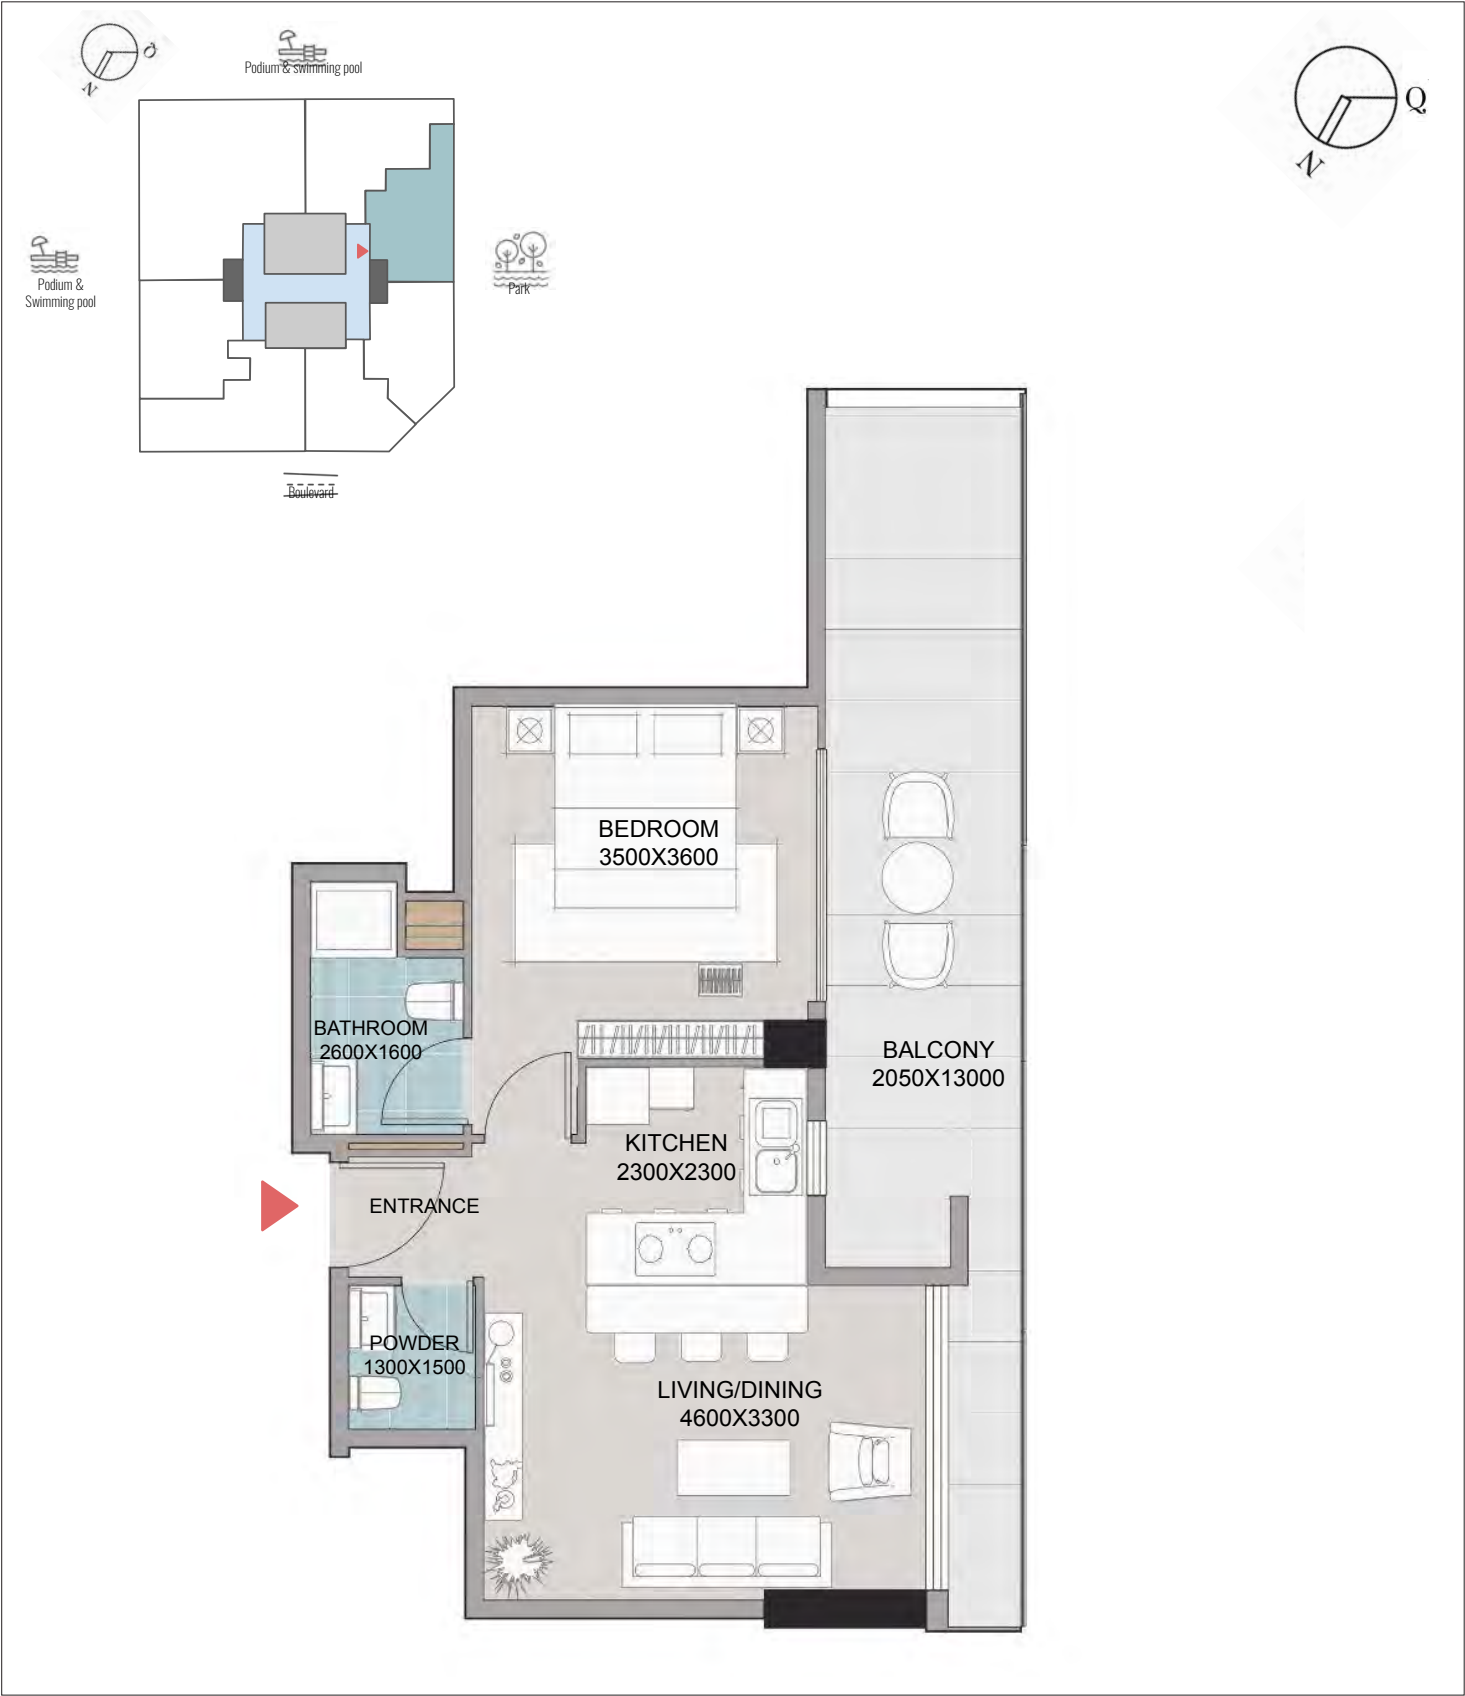 Q
N
Podium & swimming pool
Q
N
Podium &
Swimming pool
Park
Boulevard
BEDROOM
3500X3600
BATHROOM
2600X1600
BALCONY
2050X13000
KITCHEN
2300X2300
ENTRANCE
POWDER
1300X1500
LIVING/DINING
4600X3300